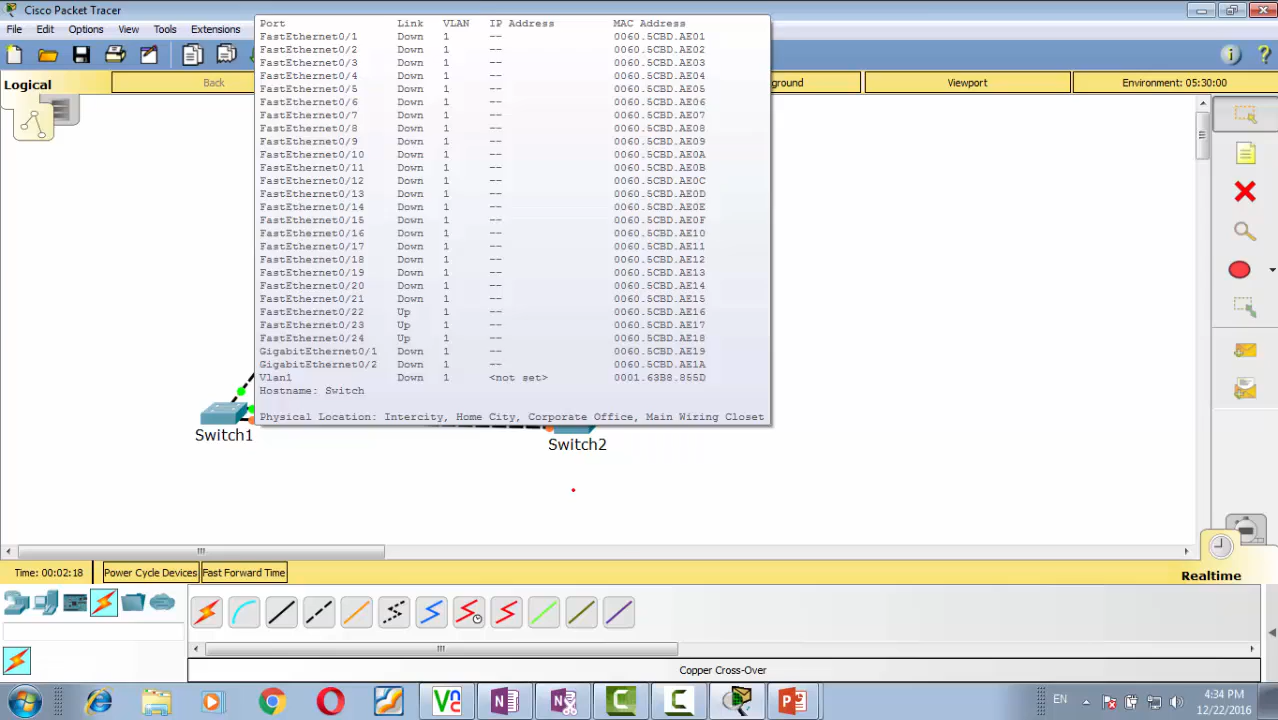 Cisco Packet Tracer
File Edit Options View Tools Extensions
Logical
Back
ground
Viewport
Environment: 05:30:00
Port Link VLAN IP Address MAC Address
FastEthernet0/1 Down 1 -- 0060.5CBD.AE01
FastEthernet0/2 Down 1 -- 0060.5CBD.AE02
FastEthernet0/3 Down 1 -- 0060.5CBD.AE03
FastEthernet0/4 Down 1 -- 0060.5CBD.AE04
FastEthernet0/5 Down 1 -- 0060.5CBD.AE05
FastEthernet0/6 Down 1 -- 0060.5CBD.AE06
FastEthernet0/7 Down 1 -- 0060.5CBD.AE07
FastEthernet0/8 Down 1 -- 0060.5CBD.AE08
FastEthernet0/9 Down 1 -- 0060.5CBD.AE09
FastEthernet0/10 Down 1 -- 0060.5CBD.AE0A
FastEthernet0/11 Down 1 -- 0060.5CBD.AE0B
FastEthernet0/12 Down 1 -- 0060.5CBD.AE0C
FastEthernet0/13 Down 1 -- 0060.5CBD.AE0D
FastEthernet0/14 Down 1 -- 0060.5CBD.AE0E
FastEthernet0/15 Down 1 -- 0060.5CBD.AE0F
FastEthernet0/16 Down 1 -- 0060.5CBD.AE10
FastEthernet0/17 Down 1 -- 0060.5CBD.AE11
FastEthernet0/18 Down 1 -- 0060.5CBD.AE12
FastEthernet0/19 Down 1 -- 0060.5CBD.AE13
FastEthernet0/20 Down 1 -- 0060.5CBD.AE14
FastEthernet0/21 Down 1 -- 0060.5CBD.AE15
FastEthernet0/22 Up 1 -- 0060.5CBD.AE16
FastEthernet0/23 Up 1 -- 0060.5CBD.AE17
FastEthernet0/24 Up 1 -- 0060.5CBD.AE18
GigabitEthernet0/1 Down 1 -- 0060.5CBD.AE19
GigabitEthernet0/2 Down 1 -- 0060.5CBD.AE1A
Vlan1 Down 1 <not set> 0001.63B8.855D
Hostname: Switch
Physical Location: Intercity, Home City, Corporate Office, Main Wiring Closet
Switch1
Switch2
Time: 00:02:18
Power Cycle Devices
Fast Forward Time
Realtime
Copper Cross-Over
EN
4:34 PM
12/22/2016